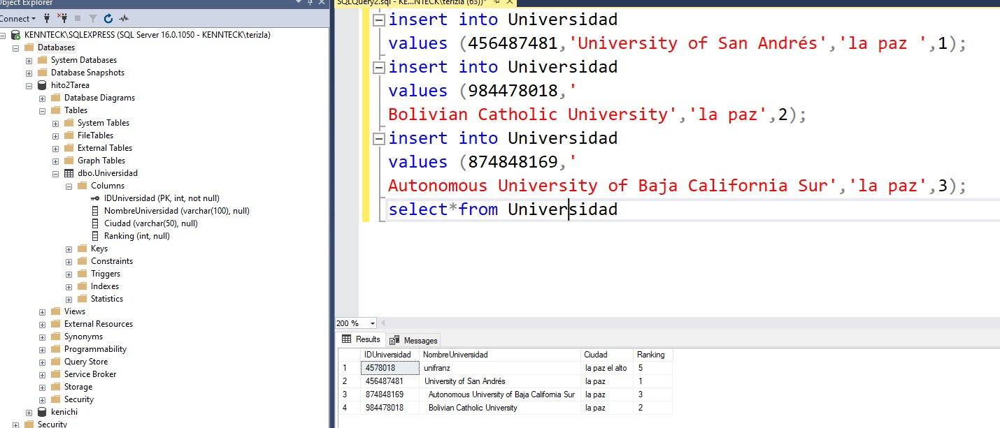 Object Explorer
Connect
KENNTECK\SQLEXPRESS (SQL Server 16.0.1050 - KENNTECK\terizla)
Databases
System Databases
Database Snapshots
hito2Tarea
Database Diagrams
Tables
System Tables
FileTables
External Tables
Graph Tables
dbo.Universidad
Columns
IDUniversidad (PK, int, not null)
NombreUniversidad (varchar(100), null)
Ciudad (varchar(50), null)
Ranking (int, null)
Keys
Constraints
Triggers
Indexes
Statistics
Views
External Resources
Synonyms
Programmability
Query Store
Service Broker
Storage
Security
kenichi
Security
SQLQuery2.sql - KE...NTECK\terizla (63))*
insert into Universidad
values (456487481,'University of San Andrés','la paz ',1);
insert into Universidad
values (984478018,'
Bolivian Catholic University','la paz',2);
insert into Universidad
values (874848169,'
Autonomous University of Baja California Sur','la paz',3);
select*from Universidad
200 %
Results Messages
IDUniversidad NombreUniversidad Ciudad Ranking
1 4578018 unifranz la paz el alto 5
2 456487481 University of San Andrés la paz 1
3 874848169 Autonomous University of Baja California Sur la paz 3
4 984478018 Bolivian Catholic University la paz 2